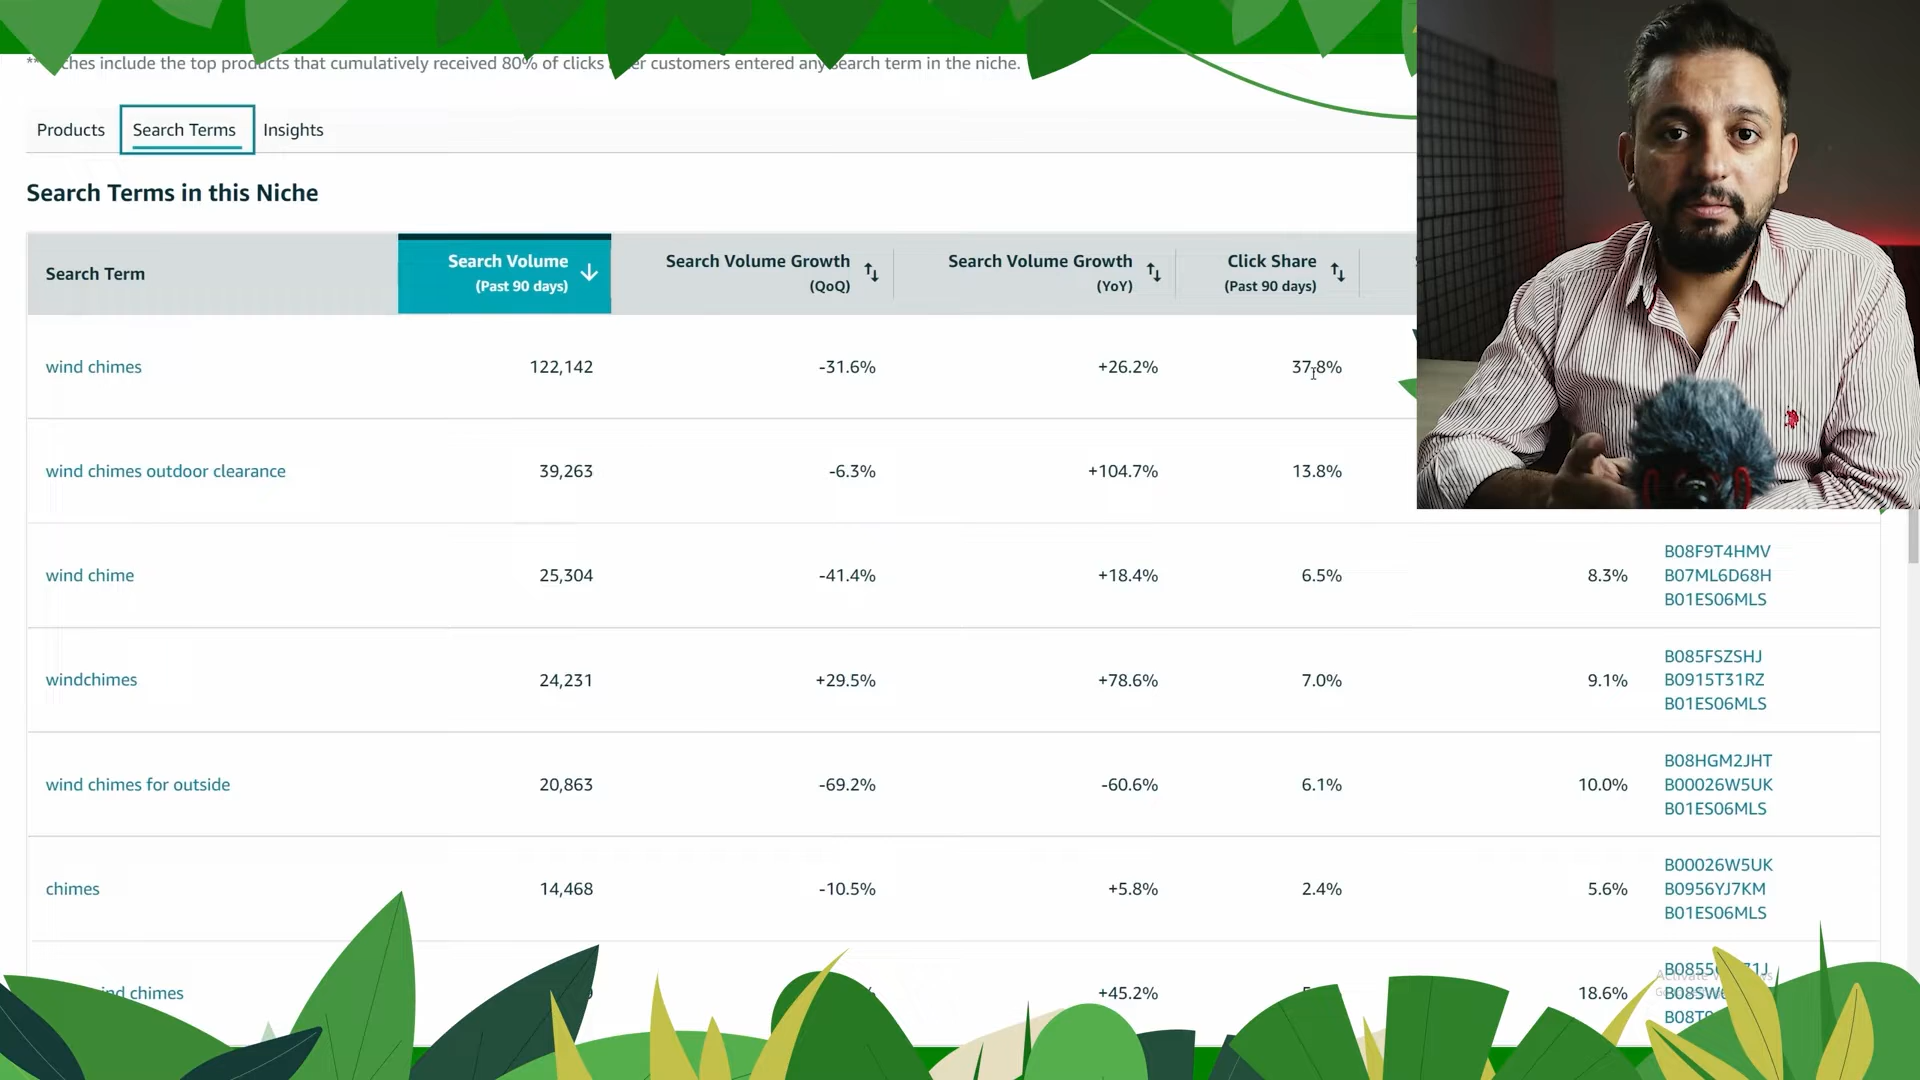 include the top products that cumulatively received 80% of clicks customers entered any search term in the niche.
Products Search Terms Insights
Search Terms in this Niche
Search Term
Search Volume
(Past 90 days)
Search Volume Growth
(QoQ)
Search Volume Growth
(YoY)
Click Share
(Past 90 days)
wind chimes 122,142 -31.6% +26.2% 37.8%
wind chimes outdoor clearance 39,263 -6.3% +104.7% 13.8%
B08F9T4HMV
wind chime 25,304 -41.4% +18.4% 6.5% 8.3% B07ML6D68H
B01ES06MLS
B085FSZSHJ
windchimes 24,231 +29.5% +78.6% 7.0% 9.1% B0915T31RZ
B01ES06MLS
B08HGM2JHT
wind chimes for outside 20,863 -69.2% -60.6% 6.1% 10.0% B00026W5UK
B01ES06MLS
B00026W5UK
chimes 14,468 -10.5% +5.8% 2.4% 5.6% B0956YJ7KM
B01ES06MLS
chimes +45.2% 18.6%